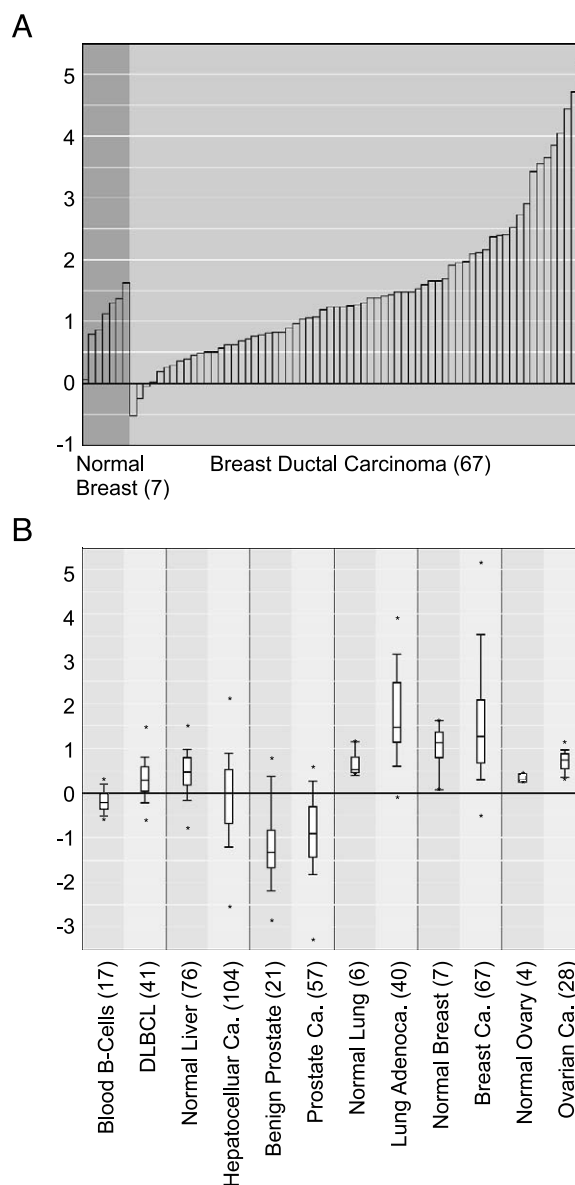 A
5
4
3
2
1
0
-1
Normal
Breast (7)
Breast Ductal Carcinoma (67)
B
5
4
3
2
1
0
-1
-2
-3
Blood B-Cells (17)
DLBCL (41)
Normal Liver (76)
Hepatocelluar Ca. (104)
Benign Prostate (21)
Prostate Ca. (57)
Normal Lung (6)
Lung Adenoca. (40)
Normal Breast (7)
Breast Ca. (67)
Normal Ovary (4)
Ovarian Ca. (28)